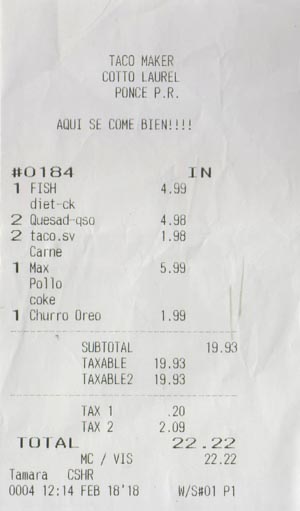 TACO MAKER
COTTO LAUREL
PONCE P.R.
AQUI SE COME BIEN!!!!
#0184 IN
1 FISH 4.99
diet-ck
2 Quesad-qso 4.98
2 taco.sv 1.98
Carne
1 Max 5.99
Pollo
coke
1 Churro Oreo 1.99
SUBTOTAL 19.93
TAXABLE 19.93
TAXABLE2 19.93
TAX 1 .20
TAX 2 2.09
TOTAL 22.22
MC / VIS 22.22
Tamara CSHR
0004 12:14 FEB 18'18 W/S#01 P1